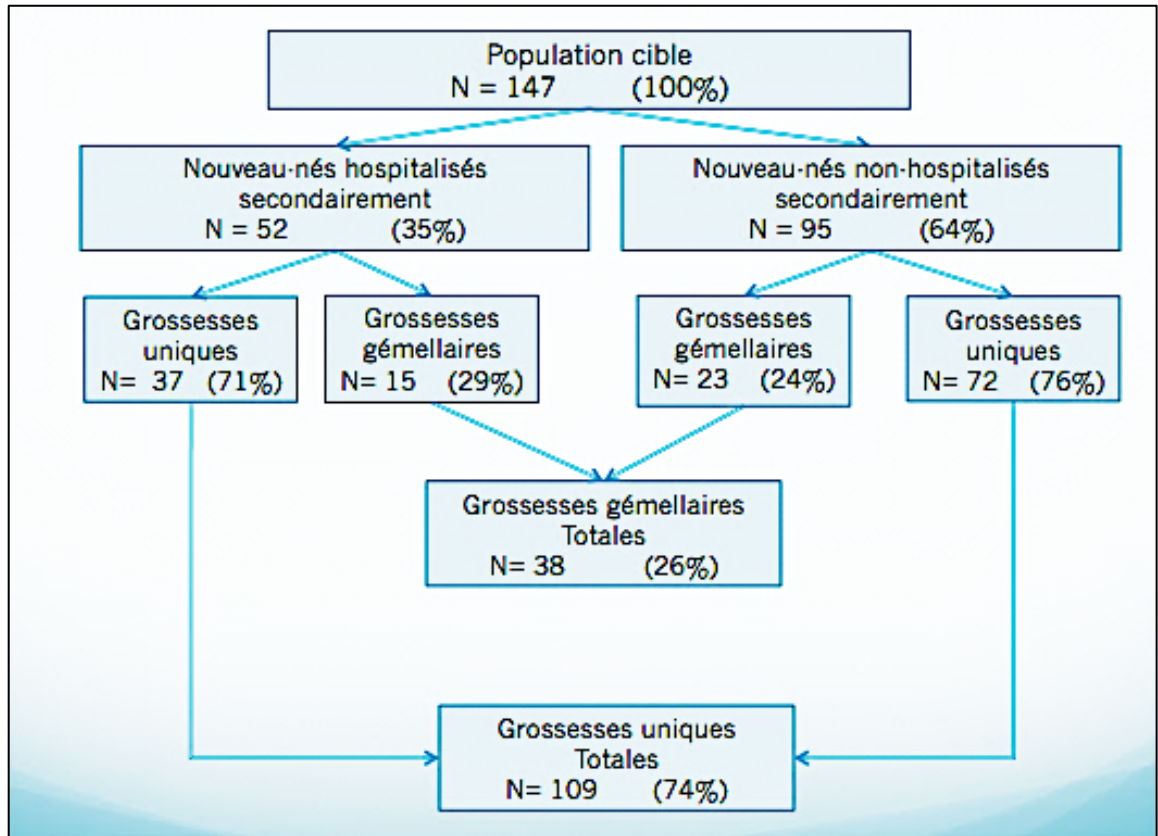 Population cible
N = 147 (100%)
Nouveau-nés hospitalisés
secondairement
N = 52 (35%)
Nouveau-nés non-hospitalisés
secondairement
N = 95 (64%)
Grossesses
uniques
N= 37 (71%)
Grossesses
gémellaires
N= 15 (29%)
Grossesses
gémellaires
N= 23 (24%)
Grossesses
uniques
N= 72 (76%)
Grossesses gémellaires
Totales
N= 38 (26%)
Grossesses uniques
Totales
N= 109 (74%)